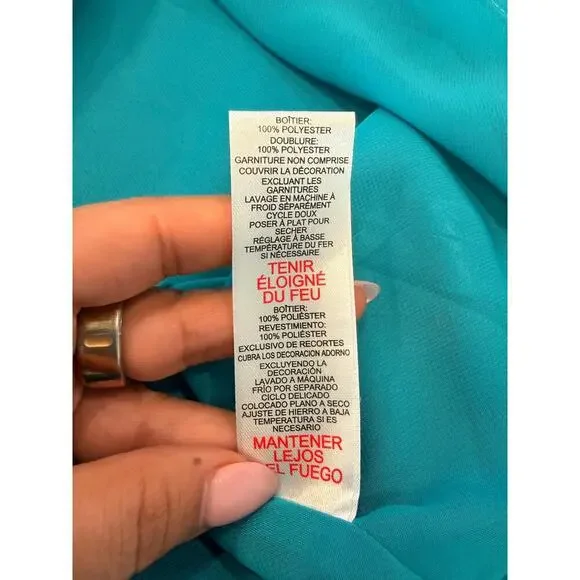 BOÎTIER:
100% POLYESTER
DOUBLURE:
100% POLYESTER
GARNITURE NON COMPRISE
COUVRIR LA DÉCORATION
EXCLUANT LES
GARNITURES
LAVAGE EN MACHINE À
FROID SÉPARÉMENT
CYCLE DOUX
POSER À PLAT POUR
SECHER
RÉGLAGE À BASSE
TEMPÉRATURE DU FER
SI NÉCESSAIRE
TENIR
ÉLOIGNÉ
DU FEU
BOÎTIER:
100% POLIÉSTER
REVESTIMIENTO:
100% POLIÉSTER
EXCLUSIVO DE RECORTES
CUBRA LOS DECORACION ADORNO
EXCLUYENDO LA
DECORACIÓN
LAVADO A MÁQUINA
FRÍO POR SEPARADO
CICLO DELICADO
COLOCADO PLANO A SECO
AJUSTE DE HIERRO A BAJA
TEMPERATURA SI ES
NECESARIO
MANTENER
LEJOS
EL FUEGO